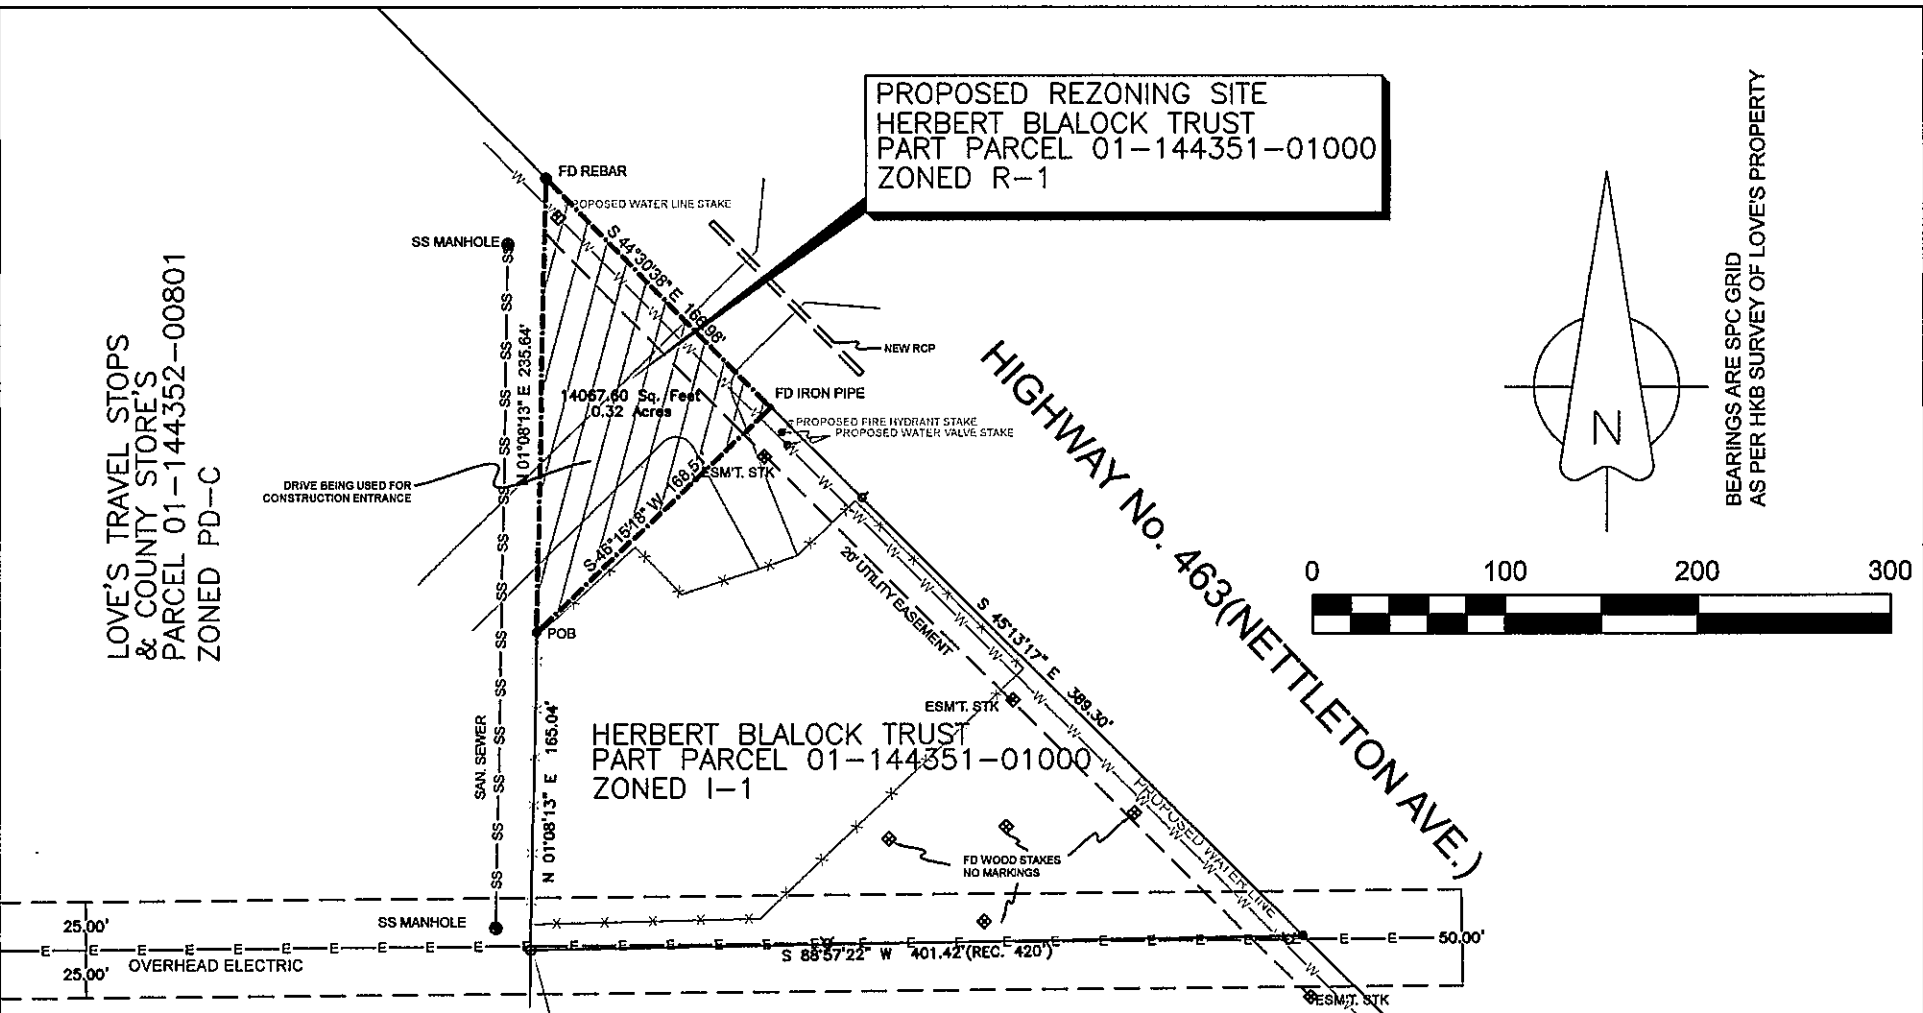 PROPOSED REZONING SITE
HERBERT BLALOCK TRUST
PART PARCEL 01-144351-01000
ZONED R-1
BEARINGS ARE SPC GRID
AS PER HKB SURVEY OF LOVE'S PROPERTY
N
0 100 200 300
FD REBAR
PROPOSED WATER LINE STAKE
SS MANHOLE
S 44°30'38" E 166.98'
NEW RCP
N 01°08'13" E 235.64'
14067.60 Sq. Feet
0.32 Acres
FD IRON PIPE
PROPOSED FIRE HYDRANT STAKE
PROPOSED WATER VALVE STAKE
ESM'T. STK
S 46°15'18" W 168.51
DRIVE BEING USED FOR
CONSTRUCTION ENTRANCE
LOVE'S TRAVEL STOPS
& COUNTY STORE'S
PARCEL 01-144352-00801
ZONED PD-C
HIGHWAY No. 463(NETTLETON AVE.)
20' UTILITY EASEMENT
S 45°13'17" E 389.30'
POB
ESM'T. STK
SAN. SEWER
N 01°08'13" E 165.04'
HERBERT BLALOCK TRUST
PART PARCEL 01-144351-01000
ZONED I-1
PROPOSED WATER LINE
FD WOOD STAKES
NO MARKINGS
SS MANHOLE
25.00'
25.00'
OVERHEAD ELECTRIC
S 88°57'22" W 401.42'(REC. 420')
50.00'
ESM'T. STK